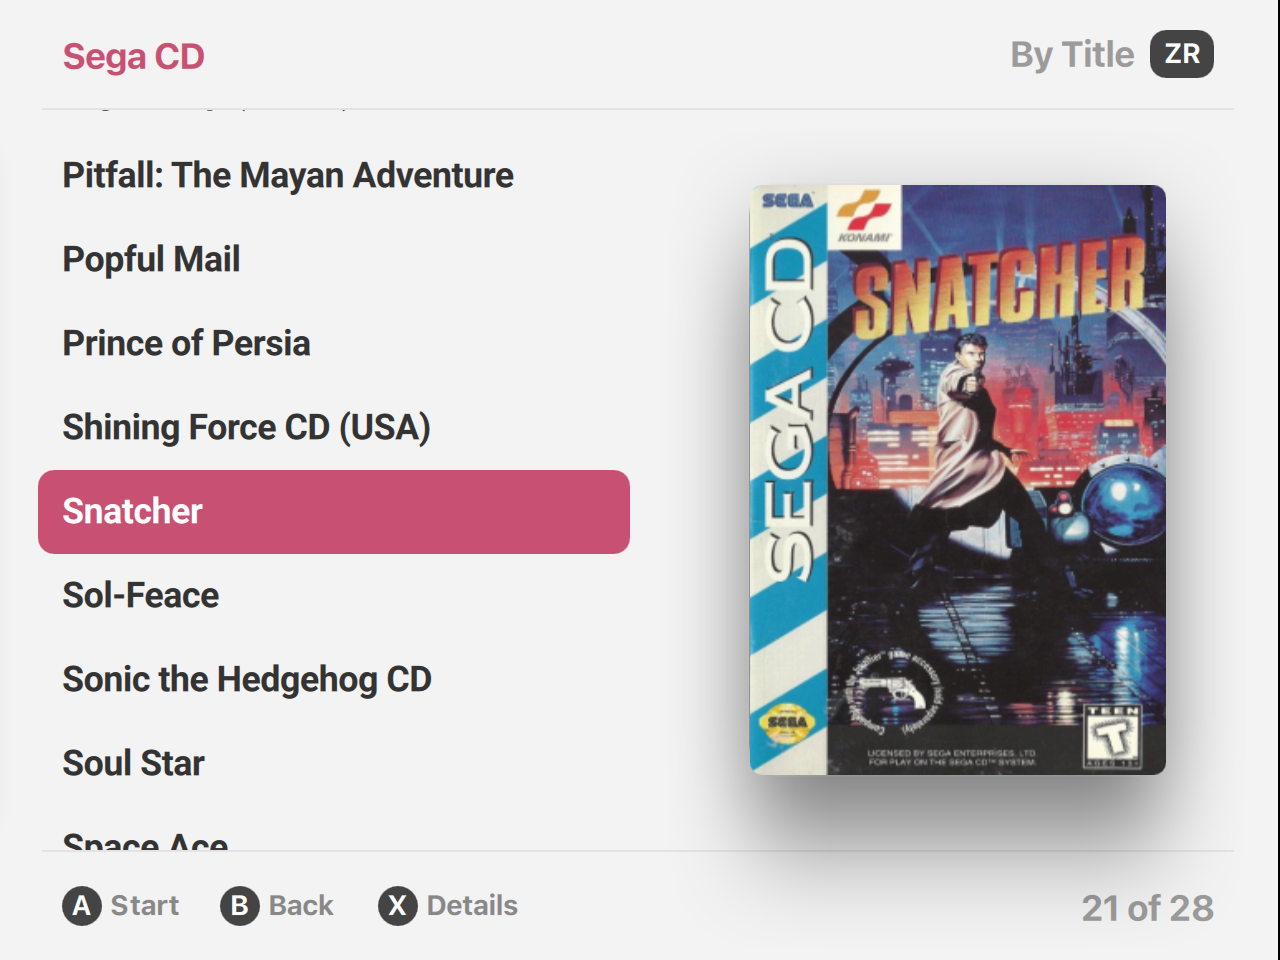 Sega CD
By Title ZR
Pitfall: The Mayan Adventure
Popful Mail
Prince of Persia
Shining Force CD (USA)
Snatcher
Sol-Feace
Sonic the Hedgehog CD
Soul Star
Space Ace
SEGA
KONAMI
SEGA CD
SNATCHER
SEGA
LICENSED BY SEGA ENTERPRISES, LTD.
FOR PLAY ON THE SEGA CD™ SYSTEM.
TEEN
T
AGES 13+
A Start
B Back
X Details
21 of 28